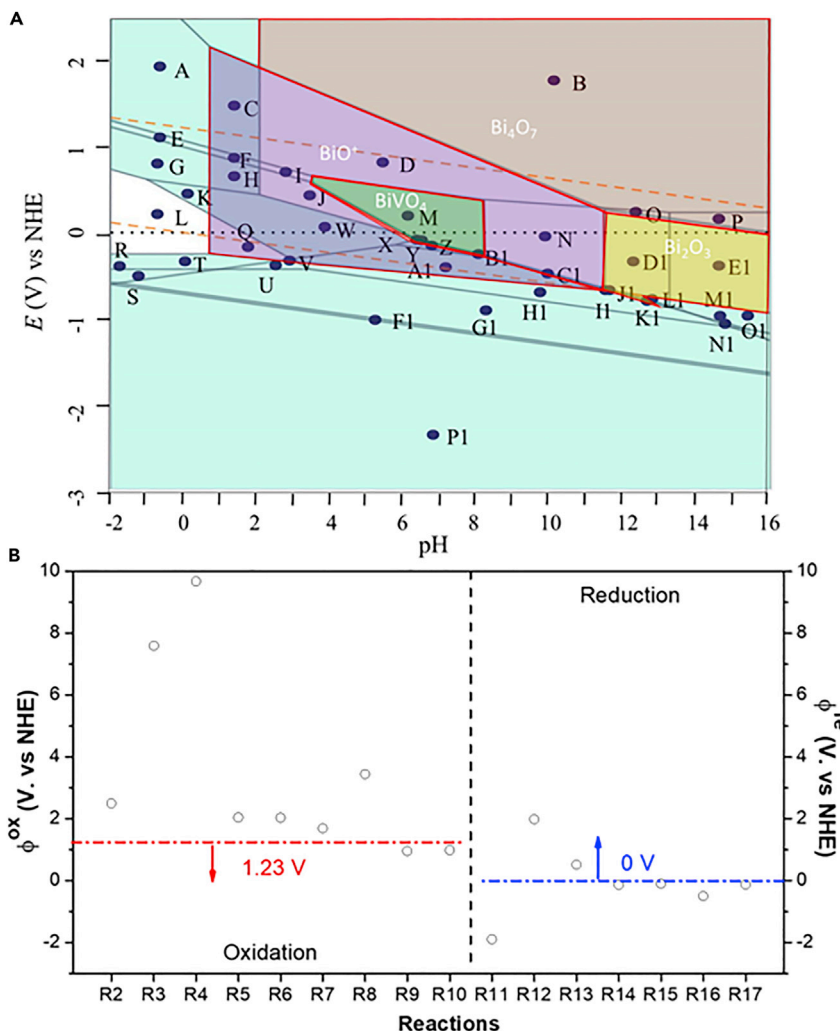 A
E (V) vs NHE
2
1
0
-1
-2
-3
A
B
C
Bi₄O₇
E
F
BiO⁺
D
G
H
I
K
J
BiVO₄
M
O
P
L
Q
W
X
Z
N
Bi₂O₃
R
T
V
Y
B1
D1
E1
S
U
A1
C1
H1
I1
J1
L1
M1
F1
G1
K1
N1
O1
P1
-2 0 2 4 6 8 10 12 14 16
pH
B
ϕᵒˣ (V. vs NHE)
10
8
6
4
2
0
-2
Reduction
1.23 V
0 V
Oxidation
10
8
6
4
2
0
-2
(V. vs NHE)
R2 R3 R4 R5 R6 R7 R8 R9 R10 R11 R12 R13 R14 R15 R16 R17
Reactions